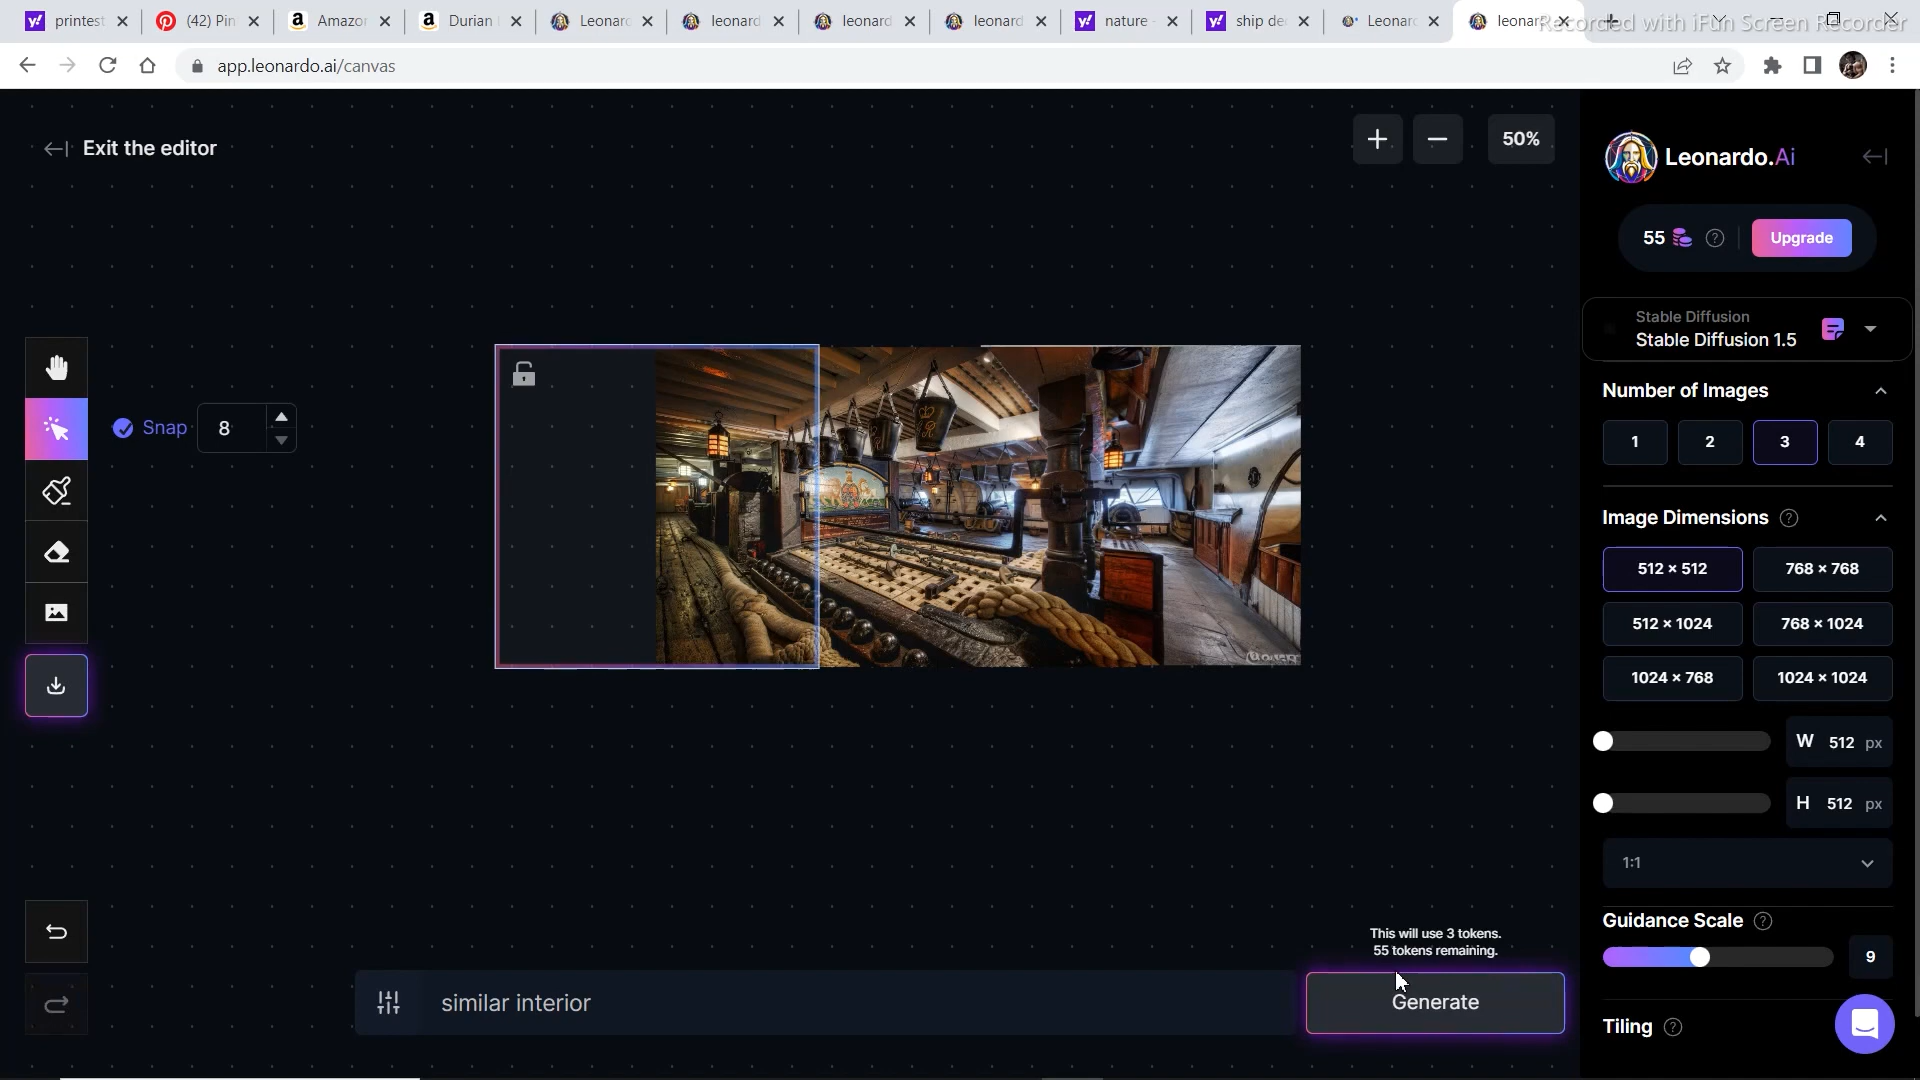 printest
(42) Pin
Amazon
Durian
Leonard
leonard
leonard
leonard
nature -
ship dec
Leonard
leonar
Recorded with iFun Screen Recorder
app.leonardo.ai/canvas
Exit the editor
50%
Leonardo.Ai
55
Upgrade
Stable Diffusion
Stable Diffusion 1.5
Number of Images
1
2
3
4
Snap
8
Image Dimensions
512 × 512
768 × 768
512 × 1024
768 × 1024
1024 × 768
1024 × 1024
W 512 px
H 512 px
1:1
Guidance Scale
9
This will use 3 tokens.
55 tokens remaining.
similar interior
Generate
Tiling